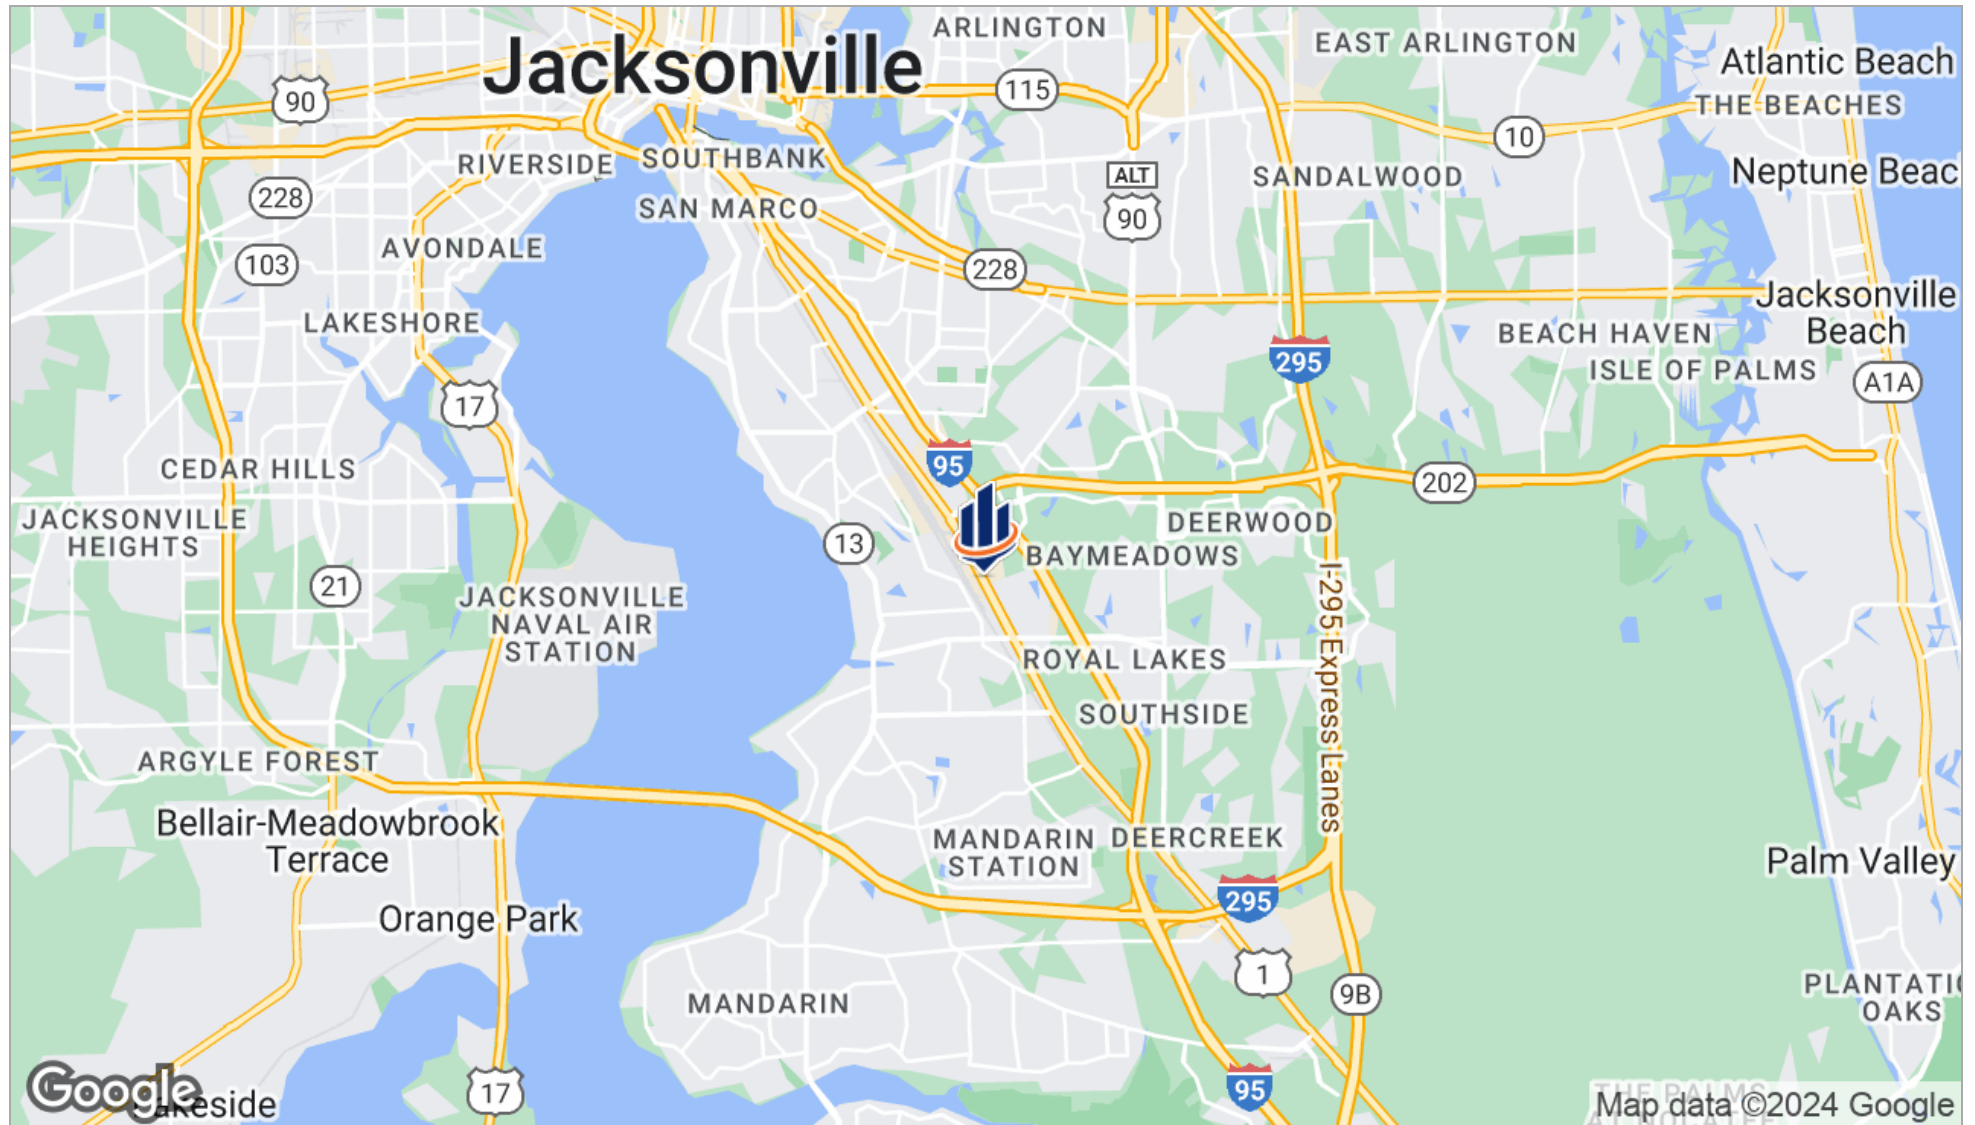 ARLINGTON
EAST ARLINGTON
Jacksonville
Atlantic Beach
90
115
THE BEACHES
10
RIVERSIDE
SOUTHBANK
ALT
90
SANDALWOOD
Neptune Beac
228
SAN MARCO
AVONDALE
103
228
LAKESHORE
Jacksonville
Beach
BEACH HAVEN
295
ISLE OF PALMS
A1A
17
CEDAR HILLS
95
202
JACKSONVILLE
HEIGHTS
DEERWOOD
13
BAYMEADOWS
21
JACKSONVILLE
NAVAL AIR
STATION
I-295 Express Lanes
ROYAL LAKES
SOUTHSIDE
ARGYLE FOREST
Bellair-Meadowbrook
Terrace
MANDARIN
STATION
DEERCREEK
Palm Valley
295
Orange Park
1
9B
PLANTATIO
OAKS
MANDARIN
Google
17
95
THE PALMS
akeside
Map data ©2024 Google